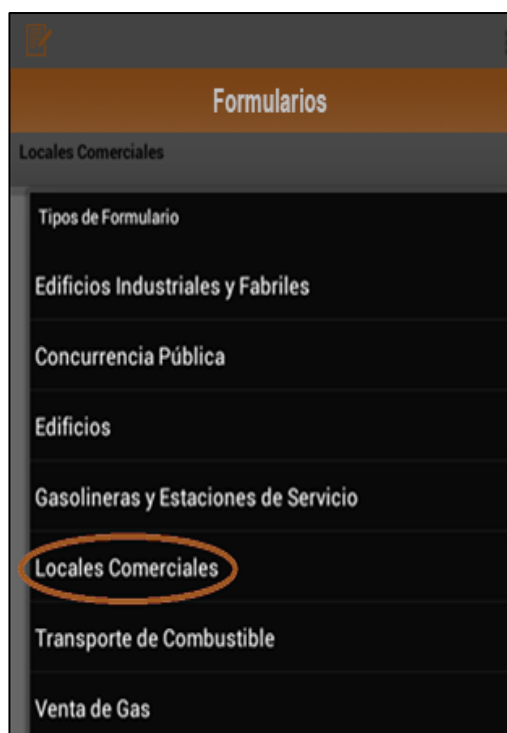 Formularios
Locales Comerciales
Tipos de Formulario
Edificios Industriales y Fabriles
Concurrencia Pública
Edificios
Gasolineras y Estaciones de Servicio
Locales Comerciales
Transporte de Combustible
Venta de Gas